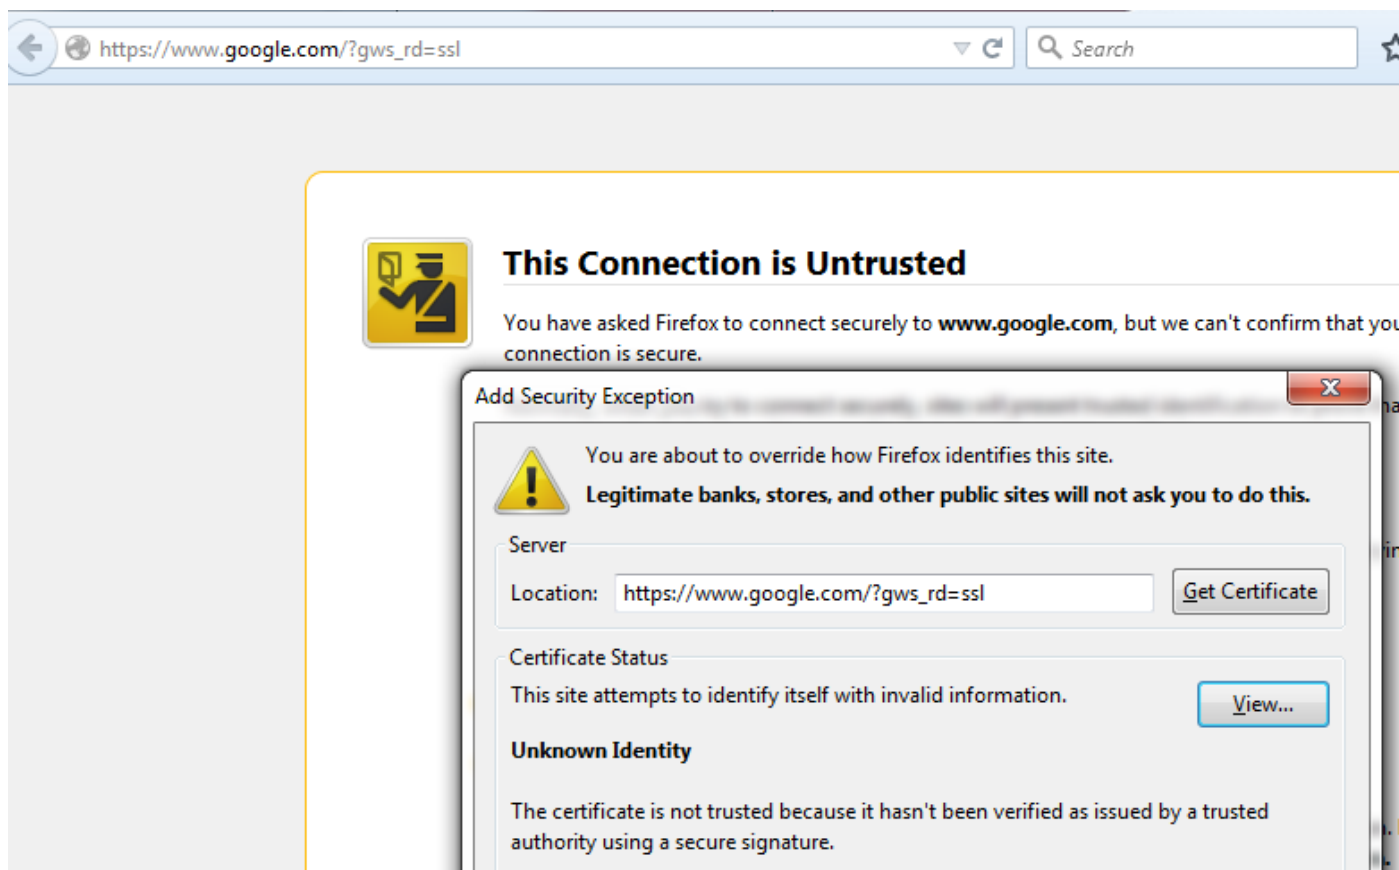 https://www.google.com/?gws_rd=ssl
Search
This Connection is Untrusted
You have asked Firefox to connect securely to www.google.com, but we can't confirm that you
connection is secure.
Add Security Exception
You are about to override how Firefox identifies this site.
Legitimate banks, stores, and other public sites will not ask you to do this.
Server
Location: https://www.google.com/?gws_rd=ssl Get Certificate
Certificate Status
This site attempts to identify itself with invalid information.
View...
Unknown Identity
The certificate is not trusted because it hasn't been verified as issued by a trusted
authority using a secure signature.